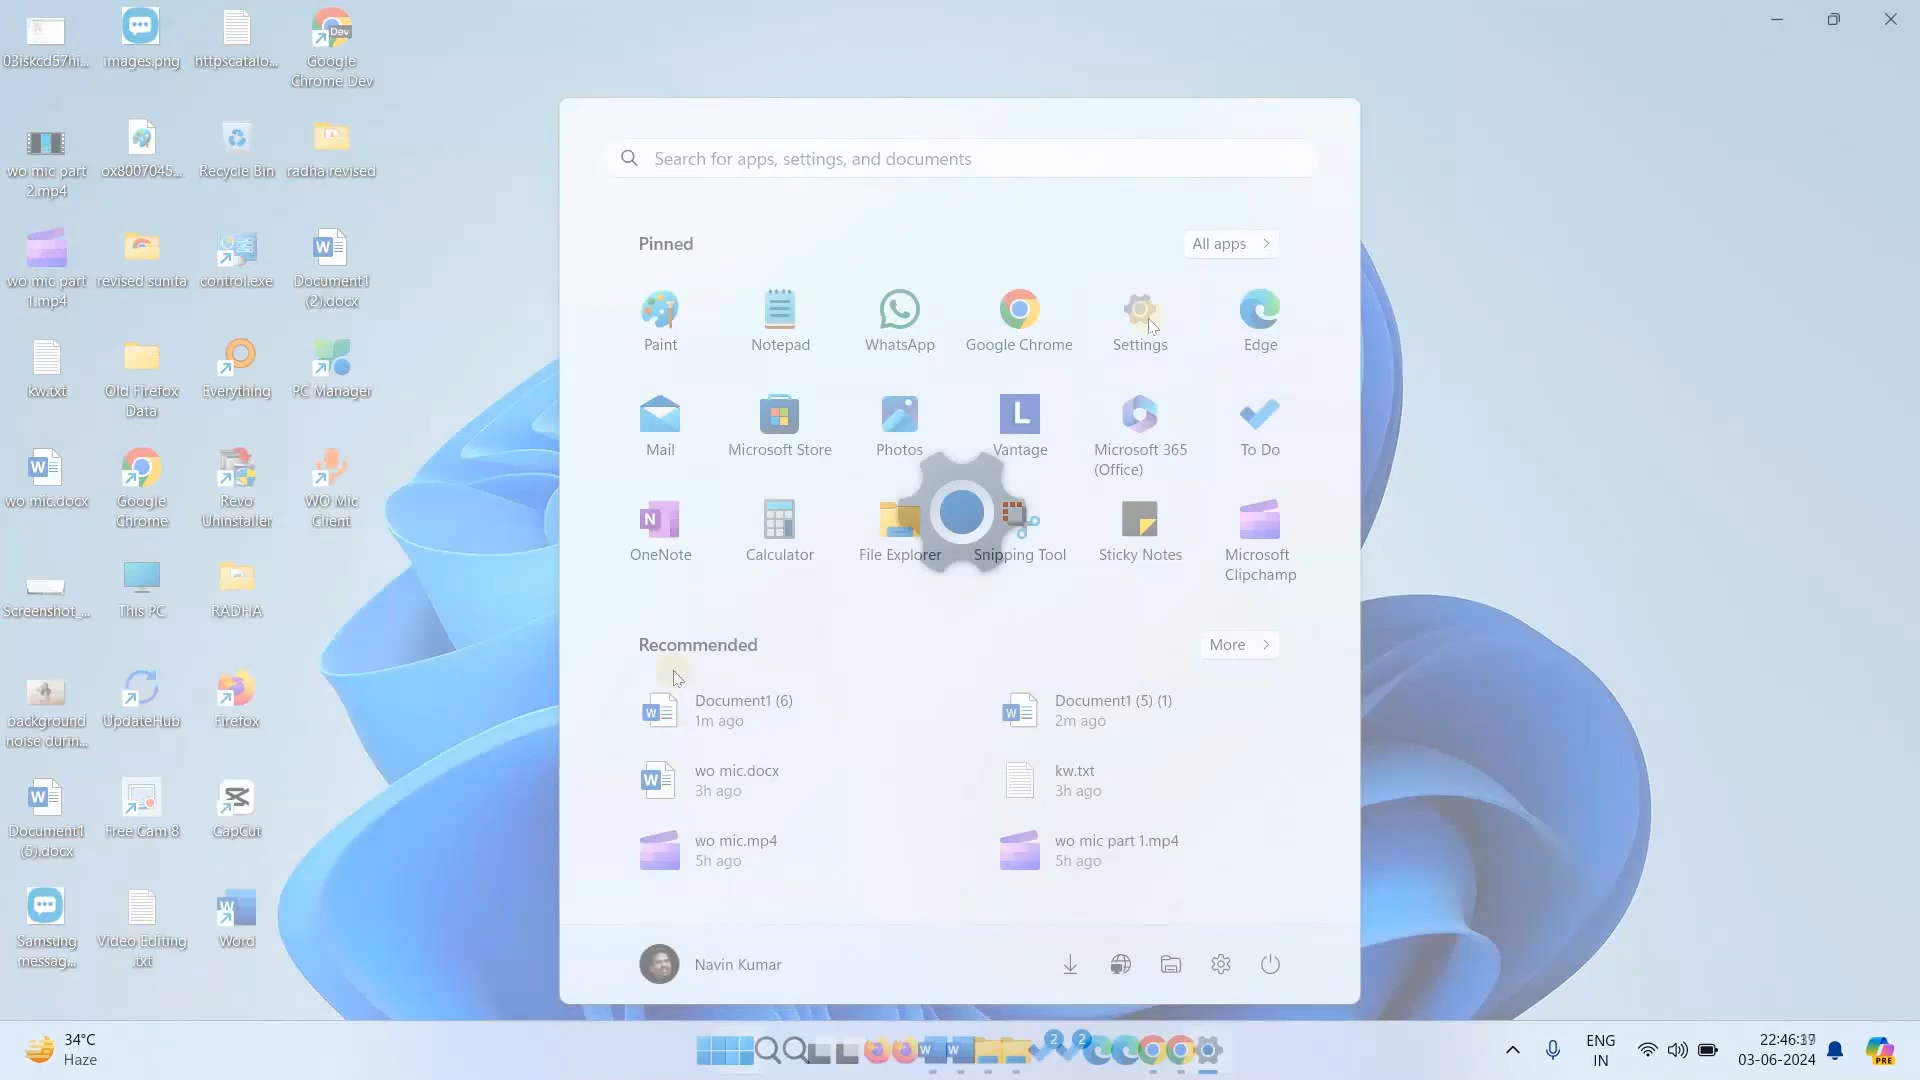 03iskcd57hi...
images.png
httpscatalo...
Google
Chrome Dev
Dev
wo mic part
2.mp4
ox8007045...
Recycle Bin
radha revised
wo mic part
1.mp4
revised sunita
control.exe
Document1
(2).docx
kw.txt
Old Firefox
Data
Everything
PC Manager
wo mic.docx
Google
Chrome
Revo
Uninstaller
WO Mic
Client
Screenshot_...
This PC
RADHA
background
noise durin...
UpdateHub
Firefox
Document1
(5).docx
Free Cam 8
CapCut
Samsung
messag...
Video Editing
.txt
Word
Search for apps, settings, and documents
Pinned
All apps
Paint
Notepad
WhatsApp
Google Chrome
Settings
Edge
Mail
Microsoft Store
Photos
Vantage
Microsoft 365
(Office)
To Do
OneNote
Calculator
File Explorer
Snipping Tool
Sticky Notes
Microsoft
Clipchamp
Recommended
More
Document1 (6)
1m ago
Document1 (5) (1)
2m ago
wo mic.docx
3h ago
kw.txt
3h ago
wo mic.mp4
5h ago
wo mic part 1.mp4
5h ago
Navin Kumar
34°C
Haze
2
2
ENG
IN
03-06-2024
PRE